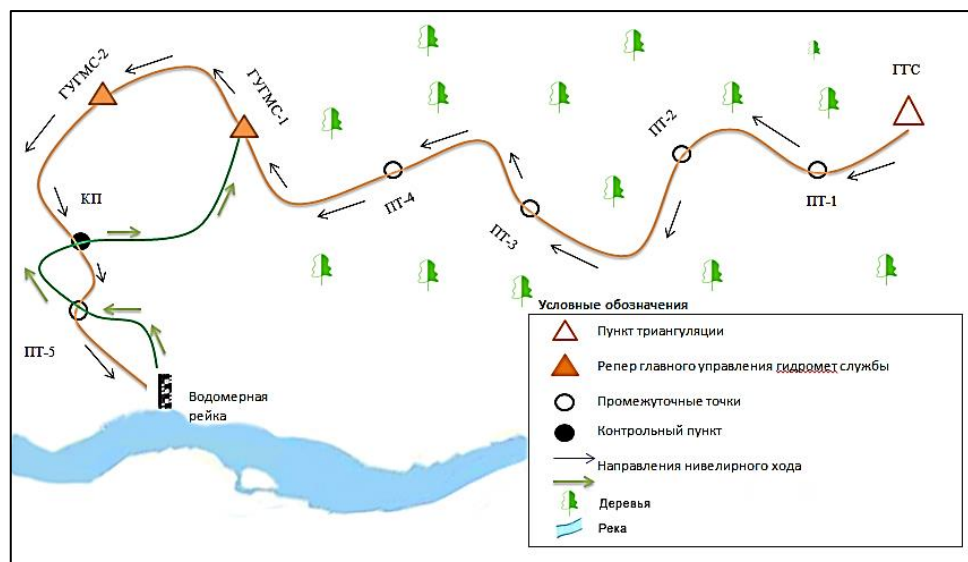 ГУГМС-2
ГУГМС-1
ГГС
ПТ-2
ПТ-1
КП
ПТ-4
ПТ-3
ПТ-5
Водомерная
рейка
Условные обозначения
Пункт триангуляции
Репер главного управления гидромет службы
Промежуточные точки
Контрольный пункт
Направления нивелирного хода
Деревья
Река